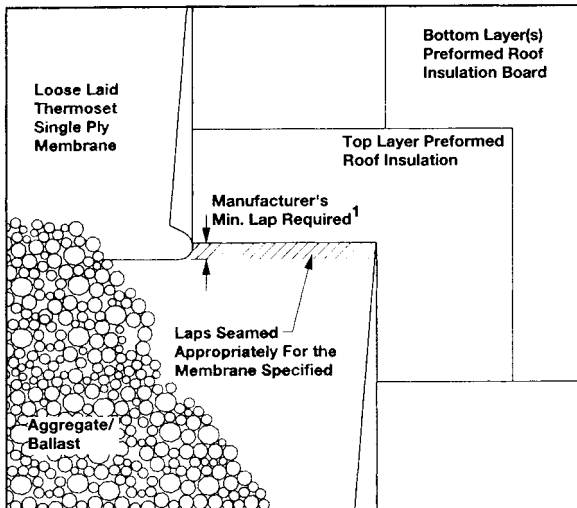 Bottom Layer(s)
Preformed Roof
Insulation Board
Loose Laid
Thermoset
Single Ply
Membrane
Top Layer Preformed
Roof Insulation
Manufacturer's
Min. Lap Required1
Laps Seamed
Appropriately For the
Membrane Specified
Aggregate/
Ballast